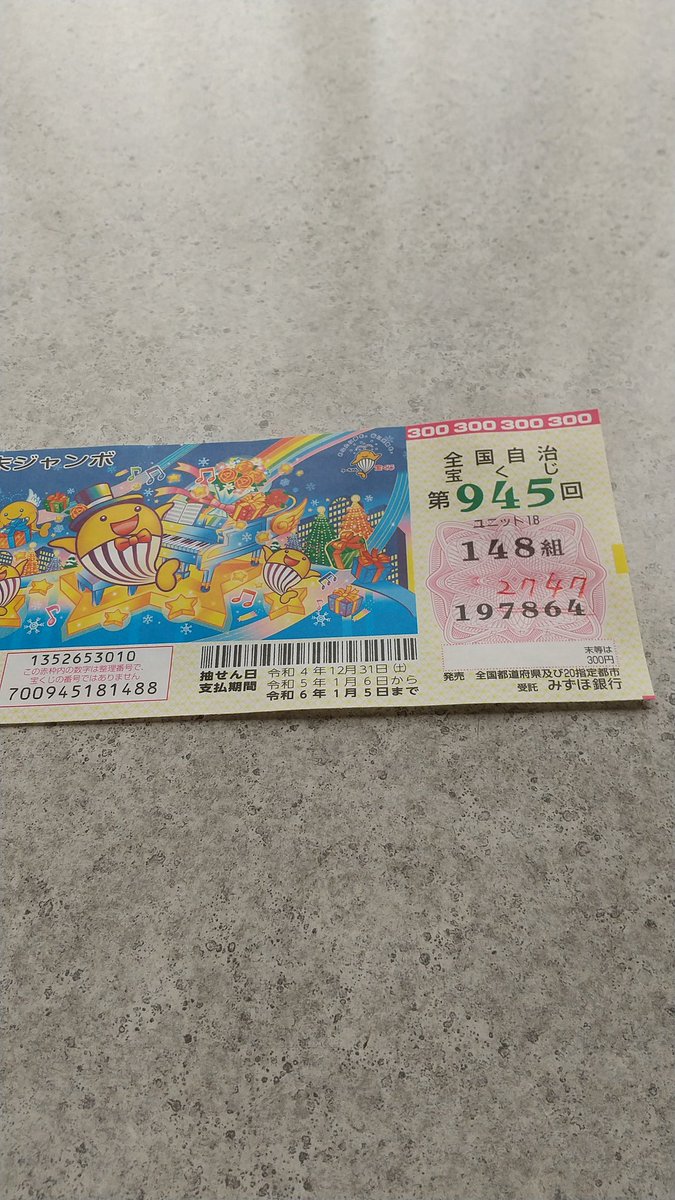 300 300 300 300
末ジャンボ
全国自治
宝くじ
第945回
ユニット18
148組
2747
197864
末等は
300円
1352653010
この赤枠内の数字は整理番号で、
宝くじの番号ではありません。
700945181488
抽せん日 令和4年12月31日(土)
支払期間 令和5年1月6日から
令和6年1月5日まで
発売 全国都道府県及び20指定都市
受託 みずほ銀行